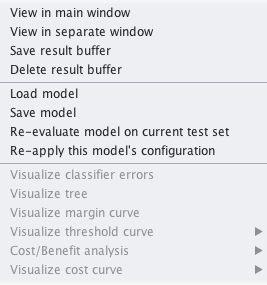 View in main window
View in separate window
Save result buffer
Delete result buffer
Load model
Save model
Re-evaluate model on current test set
Re-apply this model's configuration
Visualize classifier errors
Visualize tree
Visualize margin curve
Visualize threshold curve
Cost/Benefit analysis
Visualize cost curve